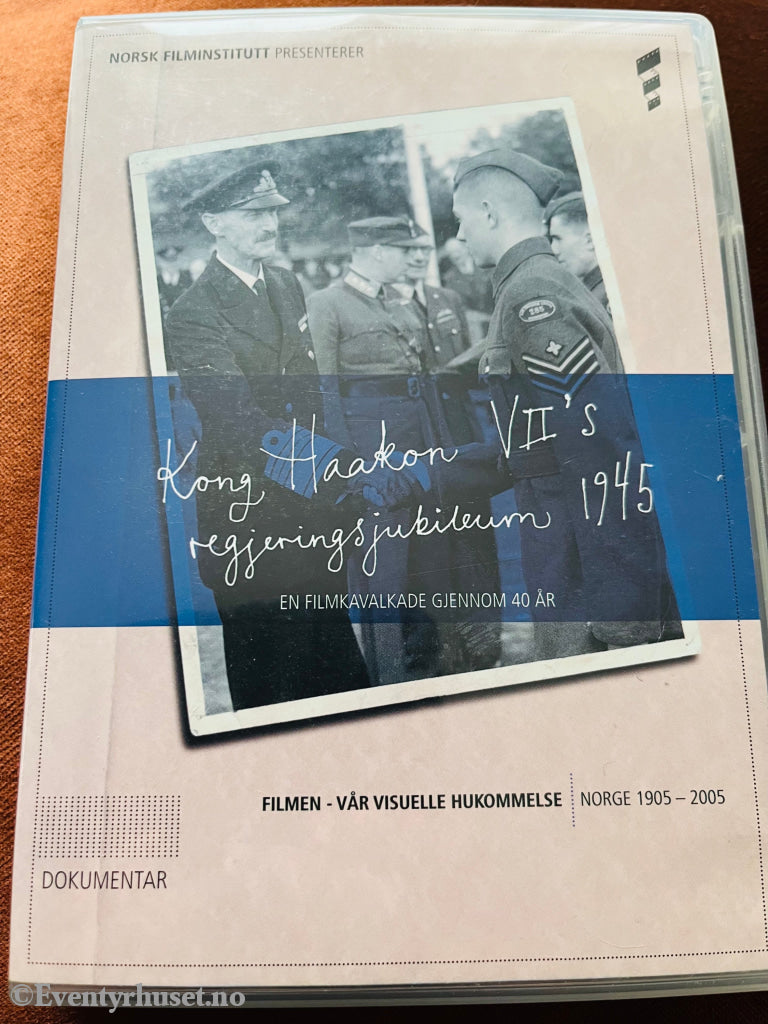 NORSK FILMINSTITUTT PRESENTERER
285
Kong Haakon VII's
regjeringsjubileum 1945
EN FILMKAVALKADE GJENNOM 40 ÅR
FILMEN - VÅR VISUELLE HUKOMMELSE NORGE 1905 – 2005
DOKUMENTAR
©Eventyrhuset.no